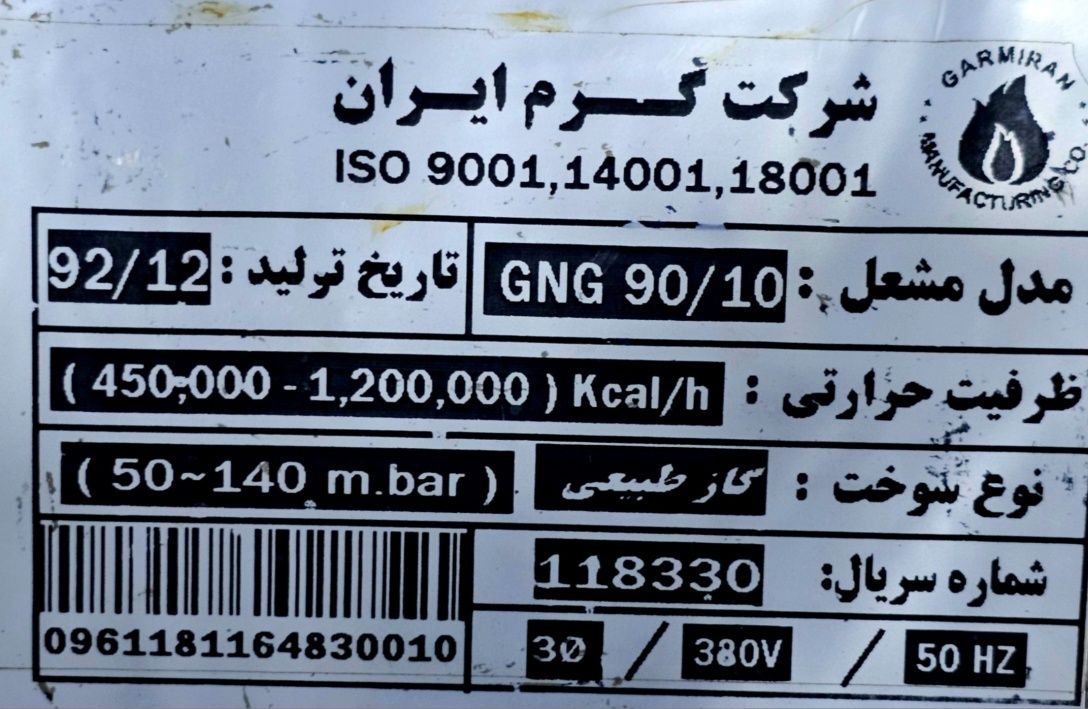 شرکت گرم ایران
GARMIRAN MANUFACTURING CO.
ISO 9001,14001,18001
مدل مشعل : GNG 90/10
تاریخ تولید : 92/12
ظرفیت حرارتی : ( 450,000 - 1,200,000 ) Kcal/h
نوع سوخت : گاز طبیعی ( 50~140 m.bar )
شماره سریال: 118330
50 HZ / 380V / 3Ø
0961181164830010